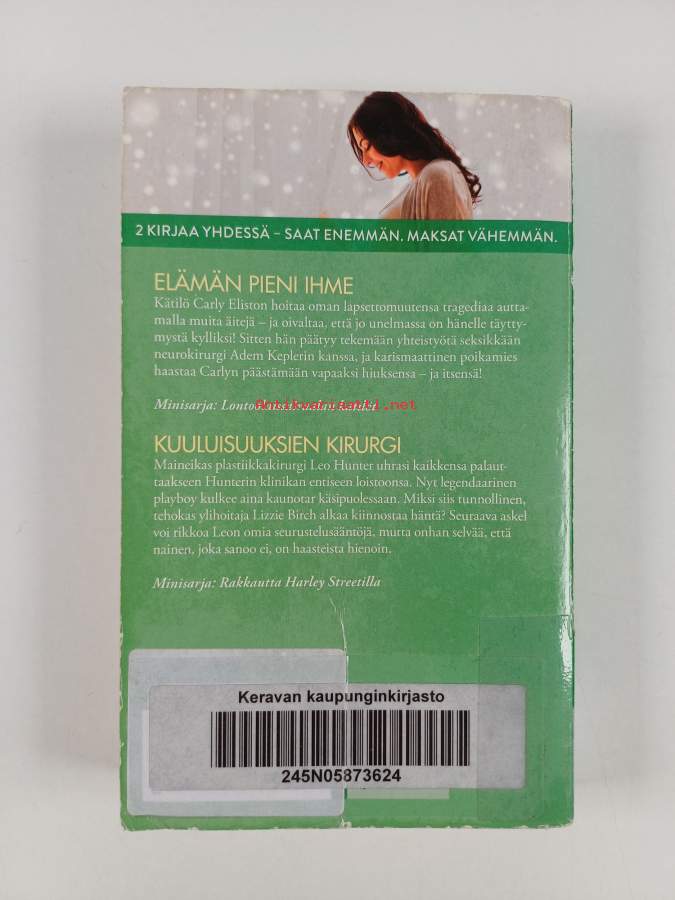 2 KIRJAA YHDESSÄ – SAAT ENEMMÄN. MAKSAT VÄHEMMÄN.
ELÄMÄN PIENI IHME
Kätilö Carly Eliston hoitaa oman lapsettomuutensa tragediaa autta-
malla muita äitejä – ja oivaltaa, että jo unelmassa on hänelle täytty-
mystä kylliksi! Sitten hän päätyy tekemään yhteistyötä seksikkään
neurokirurgi Adem Keplerin kanssa, ja karismaattinen poikamies
haastaa Carlyn päästämään vapaaksi hiuksensa – ja itsensä!
Minisarja:
Antikvariaatti.net
KUULUISUUKSIEN KIRURGI
Maineikas plastiikkakirurgi Leo Hunter uhrasi kaikkensa palaut-
taakseen Hunterin klinikan entiseen loistoonsa. Nyt legendaarinen
playboy kulkee aina kaunotar käsipuolessaan. Miksi siis tunnollinen,
tehokas ylihoitaja Lizzie Birch alkaa kiinnostaa häntä? Seuraava askel
voi rikkoa Leon omia seurustelusääntöjä, mutta onhan selvää, että
nainen, joka sanoo ei, on haasteista hienoin.
Minisarja: Rakkautta Harley Streetilla
Keravan kaupunginkirjasto
245N05873624